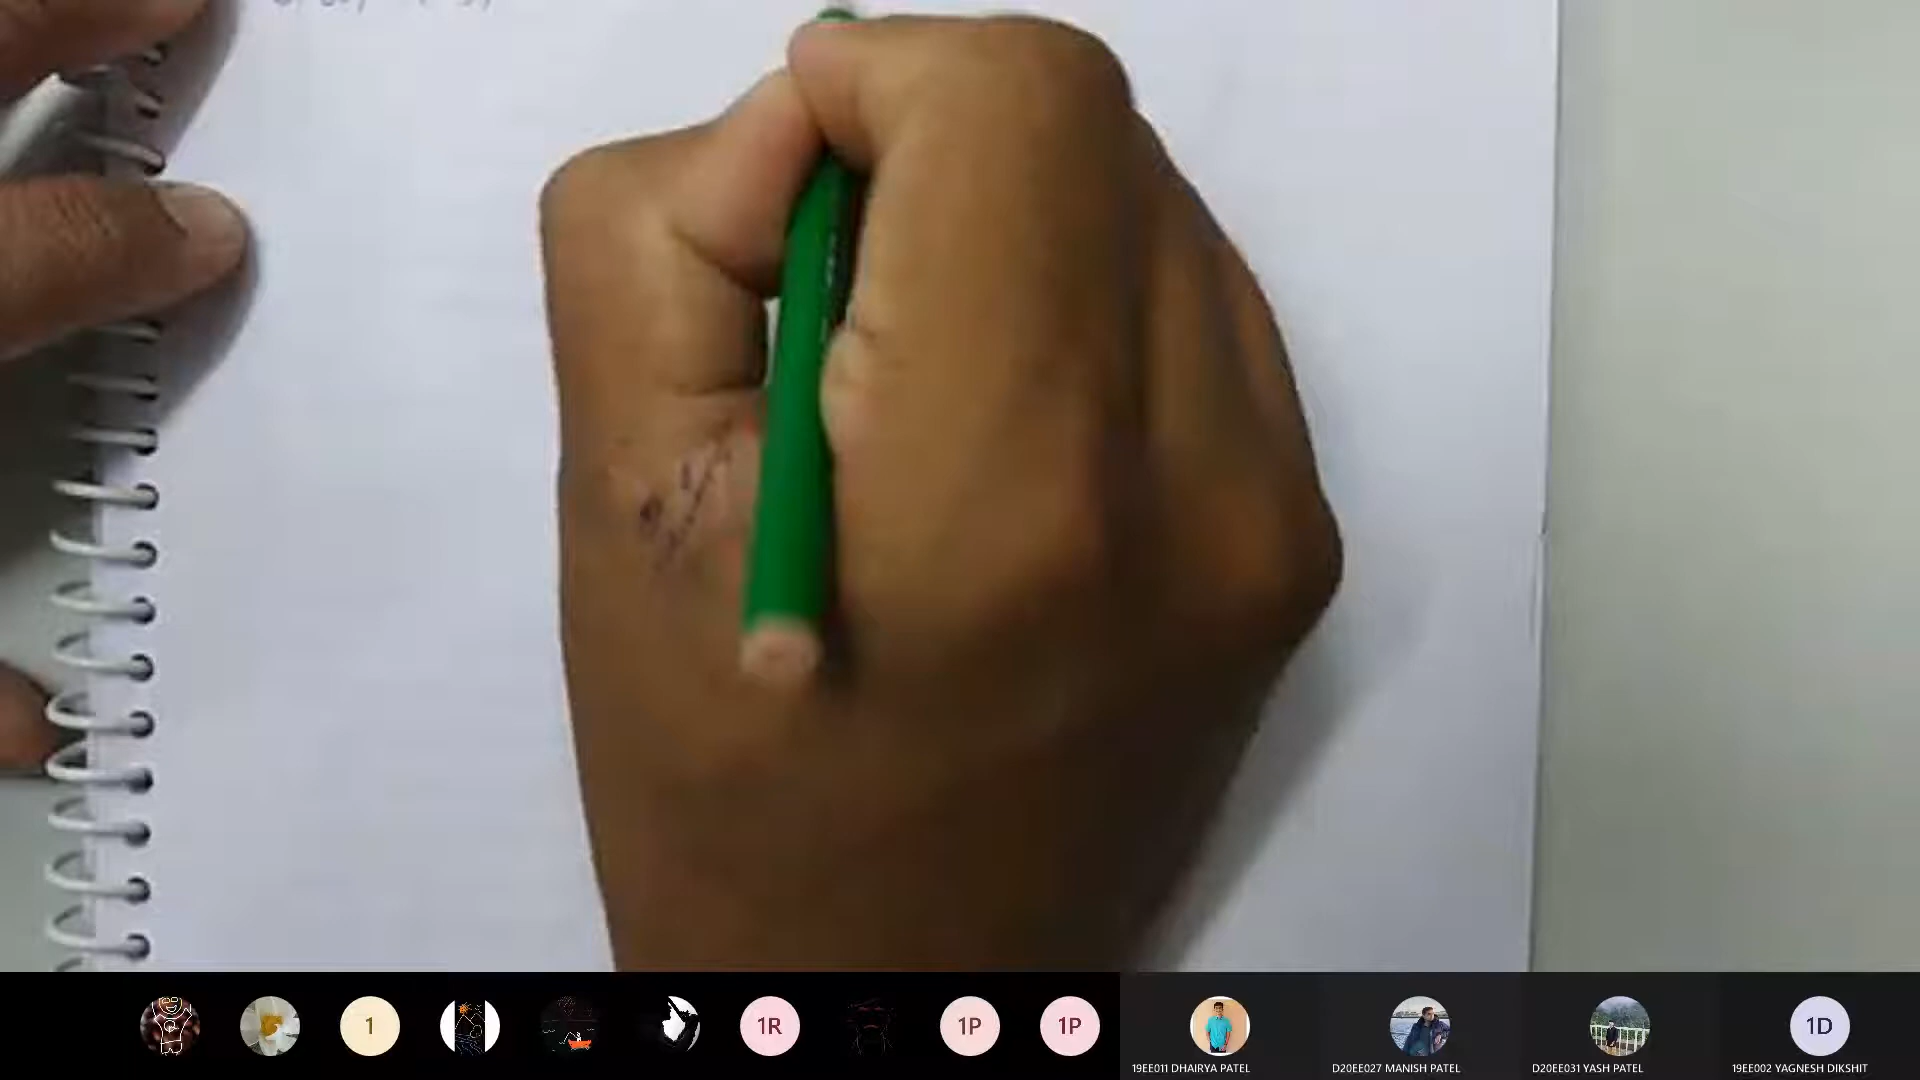 1
1R
1P
1P
1D
19EE011 DHAIRYA PATEL
D20EE027 MANISH PATEL
D20EE031 YASH PATEL
19EE002 YAGNESH DIKSHIT